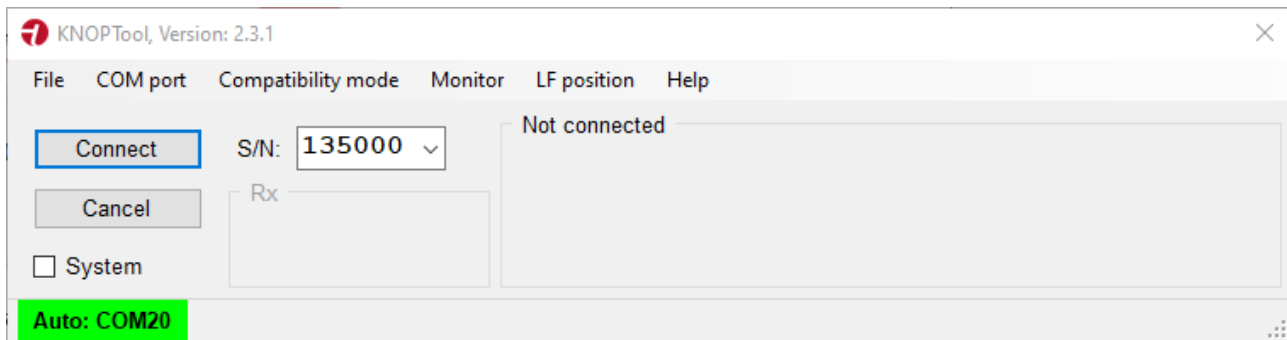 KNOPTool, Version: 2.3.1
File COM port Compatibility mode Monitor LF position Help
Connect S/N: 135000 Not connected
Cancel Rx
System
Auto: COM20